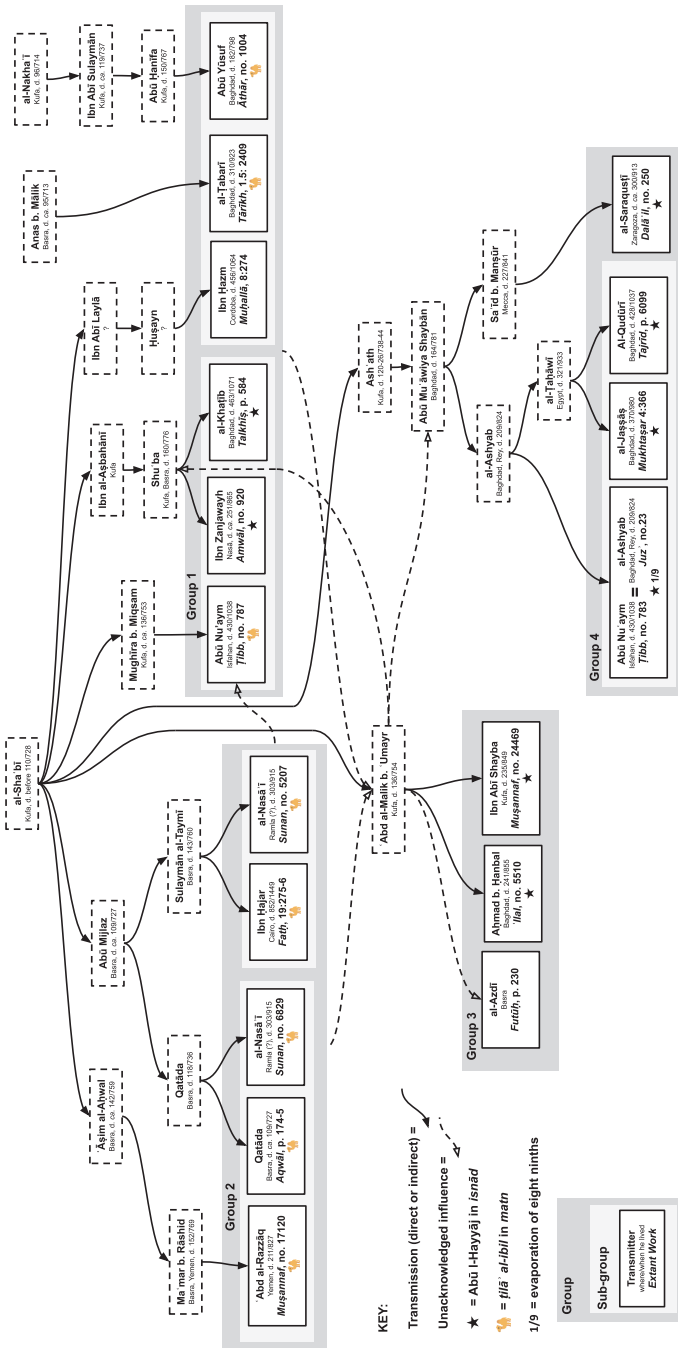 al-Shaʿbī
Kufa, d. before 110/728
al-Nakhaʿī
Kufa, d. 96/714
Anas b. Mālik
Basra, d. ca. 95/713
ʿĀṣim al-Aḥwal
Basra, d. ca. 142/759
Abū Mijlaz
Basra, d. ca. 109/727
Mughīra b. Miqsam
Kufa, d. ca. 136/753
Ibn al-Aṣbahānī
Kufa
Ibn Abī Laylā
?
Ibn Abī Sulaymān
Kufa, d. ca. 119/737
Maʿmar b. Rāshid
Basra, Yemen, d. 152/769
Qatāda
Basra, d. 118/736
Sulaymān al-Taymī
Basra, d. 143/760
Shuʿba
Kufa, Basra, d. 160/776
Ḥuṣayn
?
Abū Ḥanīfa
Kufa, d. 150/767
Group 1
Abū Nuʿaym
Isfahan, d. 430/1038
Ṭibb, no. 787
Ibn Zanjawayh
Nasā, d. ca. 251/865
Amwāl, no. 920
al-Khaṭīb
Baghdad, d. 463/1071
Talkhīṣ, p. 584
Ibn Ḥazm
Cordoba, d. 456/1064
Muḥallā, 8:274
al-Ṭabarī
Baghdad, d. 310/923
Tārīkh, 1.5: 2409
Abū Yūsuf
Baghdad, d. 182/798
Āthār, no. 1004
Group 2
ʿAbd al-Razzāq
Yemen, d. 211/827
Muṣannaf, no. 17120
Qatāda
Basra, d. ca. 109/727
Aqwāl, p. 174-5
al-Nasāʾī
Ramla (?), d. 303/915
Sunan, no. 6829
Ibn Ḥajar
Cairo, d. 852/1449
Fatḥ, 19:275-6
al-Nasāʾī
Ramla (?), d. 303/915
Sunan, no. 5207
ʿAbd al-Malik b. ʿUmayr
Kufa, d. 136/754
Ashʿath
Kufa, d. 120-26/738-44
Abū Muʿāwiya Shaybān
Baghdad, d. 164/781
Group 3
al-Azdī
Basra
Futūḥ, p. 230
Aḥmad b. Ḥanbal
Baghdad, d. 241/855
ʿIlal, no. 5510
Ibn Abī Shayba
Kufa, d. 235/849
Muṣannaf, no. 24469
al-Ashyab
Baghdad, Rey, d. 209/824
Saʿīd b. Manṣūr
Mecca, d. 227/841
al-Ṭaḥāwī
Egypt, d. 321/933
Group 4
Abū Nuʿaym
Isfahan, d. 430/1038
Ṭibb, no. 783
=
al-Ashyab
Baghdad, Rey, d. 209/824
Juzʾ, no.23
★ 1/9
al-Jaṣṣāṣ
Baghdad, d. 370/980
Mukhtaṣar 4:366
Al-Qudūrī
Baghdad, d. 428/1037
Tajrīd, p. 6099
al-Saraqusṭī
Zaragoza, d. ca. 300/913
Dalāʾil, no. 250
KEY:
Transmission (direct or indirect) =
Unacknowledged influence =
★ = Abū l-Hayyāj in isnād
= ṭilāʾ al-ibil in matn
1/9 = evaporation of eight ninths
Group
Sub-group
Transmitter
where/when he lived
Extant Work